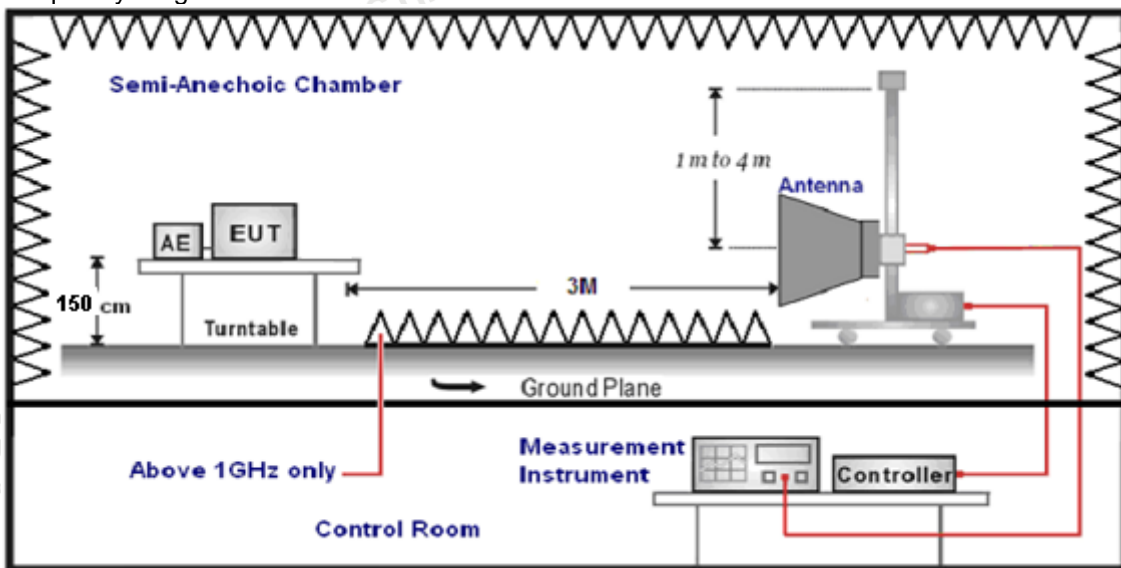 Semi-Anechoic Chamber
1 m to 4 m
Antenna
AE
EUT
150 cm
3M
Turntable
Ground Plane
Above 1GHz only
Measurement
Instrument
Controller
Control Room